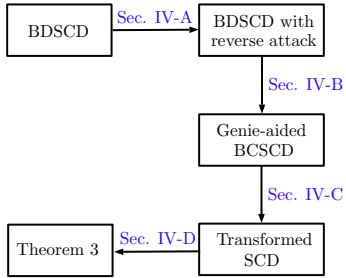 BDSCD
Sec. IV-A
BDSCD with
reverse attack
Sec. IV-B
Genie-aided
BCSCD
Sec. IV-C
Transformed
SCD
Sec. IV-D
Theorem 3